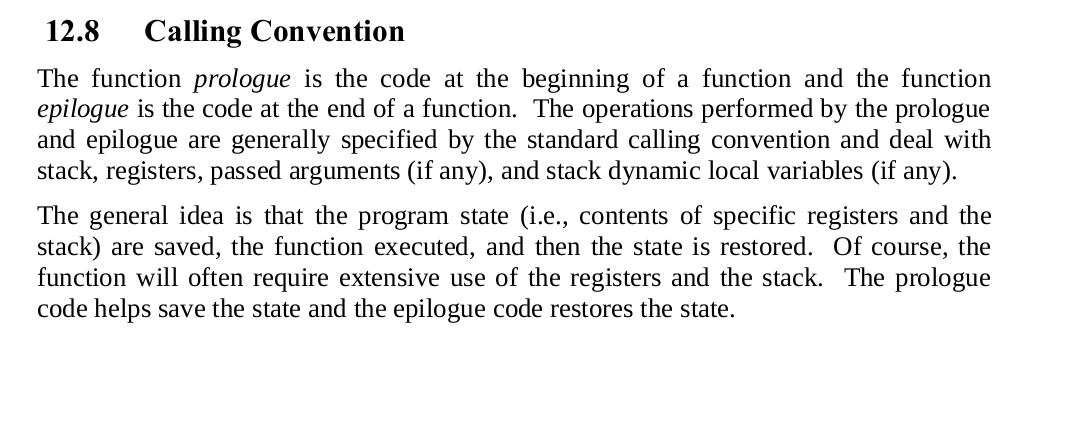 12.8 Calling Convention
The function prologue is the code at the beginning of a function and the function
epilogue is the code at the end of a function. The operations performed by the prologue
and epilogue are generally specified by the standard calling convention and deal with
stack, registers, passed arguments (if any), and stack dynamic local variables (if any).
The general idea is that the program state (i.e., contents of specific registers and the
stack) are saved, the function executed, and then the state is restored. Of course, the
function will often require extensive use of the registers and the stack. The prologue
code helps save the state and the epilogue code restores the state.